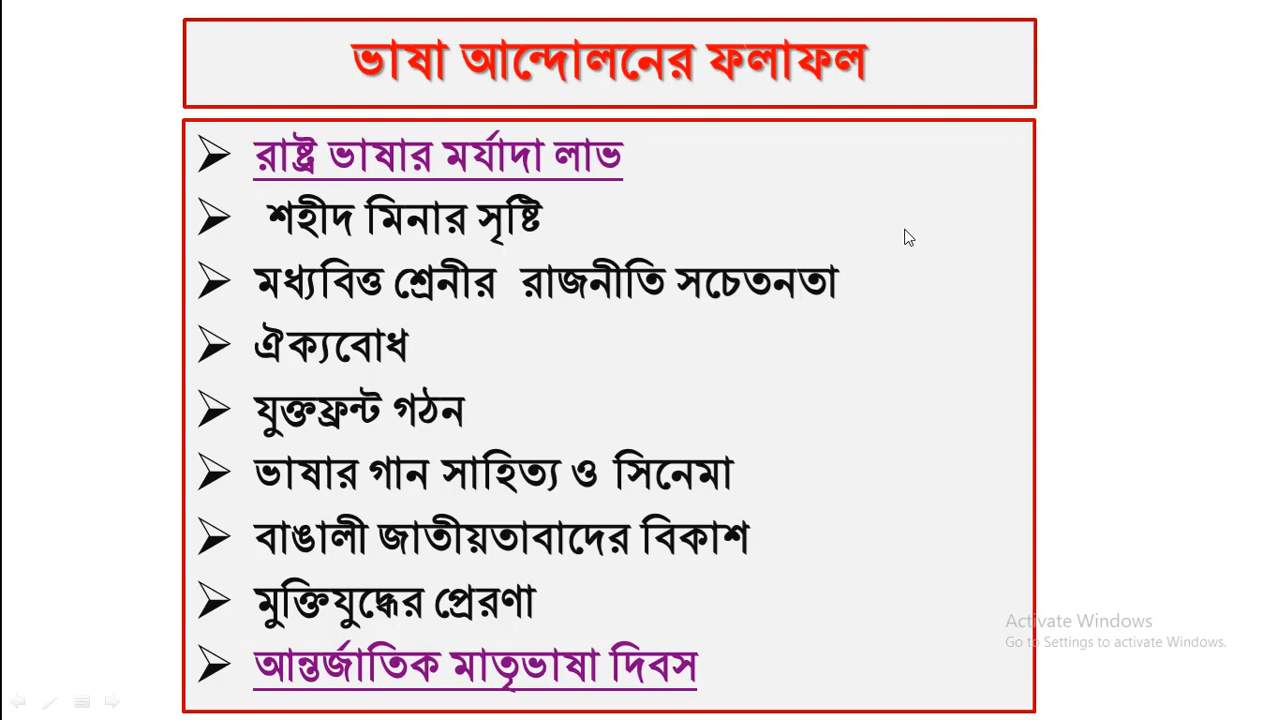 ভাষা আন্দোলনের ফলাফল
রাষ্ট্র ভাষার মর্যাদা লাভ
শহীদ মিনার সৃষ্টি
মধ্যবিত্ত শ্রেনীর রাজনীতি সচেতনতা
ঐক্যবোধ
যুক্তফ্রন্ট গঠন
ভাষার গান সাহিত্য ও সিনেমা
বাঙালী জাতীয়তাবাদের বিকাশ
মুক্তিযুদ্ধের প্রেরণা
আন্তর্জাতিক মাতৃভাষা দিবস
Activate Windows
Go to Settings to activate Windows.